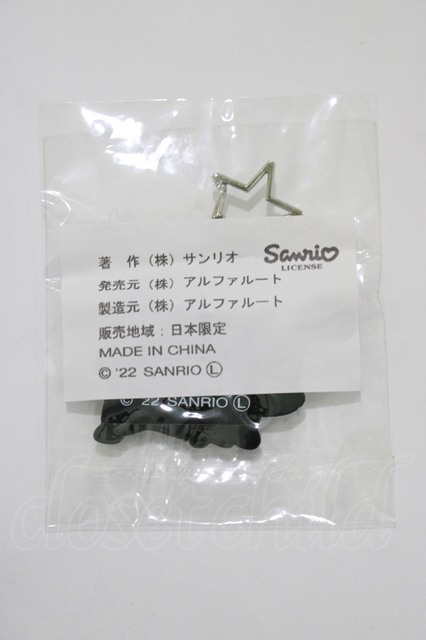 著 作（株）サンリオ
Sanrio
LICENSE
発売元（株）アルファルート
製造元（株）アルファルート
販売地域：日本限定
MADE IN CHINA
© '22 SANRIO Ⓛ
© '22 SANRIO Ⓛ
closetchild